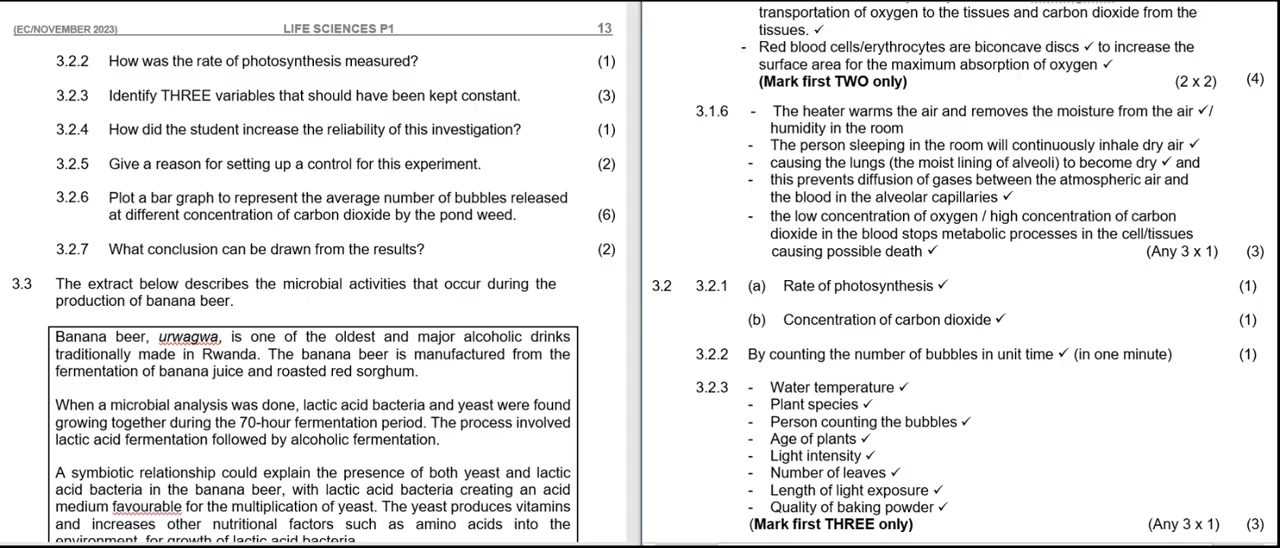 (EC/NOVEMBER 2023) LIFE SCIENCES P1 13
3.2.2 How was the rate of photosynthesis measured? (1)
3.2.3 Identify THREE variables that should have been kept constant. (3)
3.2.4 How did the student increase the reliability of this investigation? (1)
3.2.5 Give a reason for setting up a control for this experiment. (2)
3.2.6 Plot a bar graph to represent the average number of bubbles released
at different concentration of carbon dioxide by the pond weed. (6)
3.2.7 What conclusion can be drawn from the results? (2)
3.3 The extract below describes the microbial activities that occur during the
production of banana beer.
Banana beer, urwagwa, is one of the oldest and major alcoholic drinks
traditionally made in Rwanda. The banana beer is manufactured from the
fermentation of banana juice and roasted red sorghum.
When a microbial analysis was done, lactic acid bacteria and yeast were found
growing together during the 70-hour fermentation period. The process involved
lactic acid fermentation followed by alcoholic fermentation.
A symbiotic relationship could explain the presence of both yeast and lactic
acid bacteria in the banana beer, with lactic acid bacteria creating an acid
medium favourable for the multiplication of yeast. The yeast produces vitamins
and increases other nutritional factors such as amino acids into the
environment, for growth of lactic acid bacteria
transportation of oxygen to the tissues and carbon dioxide from the
tissues. ✓
- Red blood cells/erythrocytes are biconcave discs ✓ to increase the
surface area for the maximum absorption of oxygen ✓
(Mark first TWO only) (2 x 2) (4)
3.1.6 - The heater warms the air and removes the moisture from the air ✓/
humidity in the room
- The person sleeping in the room will continuously inhale dry air ✓
- causing the lungs (the moist lining of alveoli) to become dry ✓ and
- this prevents diffusion of gases between the atmospheric air and
the blood in the alveolar capillaries ✓
- the low concentration of oxygen / high concentration of carbon
dioxide in the blood stops metabolic processes in the cell/tissues
causing possible death ✓ (Any 3 x 1) (3)
3.2 3.2.1 (a) Rate of photosynthesis ✓ (1)
(b) Concentration of carbon dioxide ✓ (1)
3.2.2 By counting the number of bubbles in unit time ✓ (in one minute) (1)
3.2.3 - Water temperature ✓
- Plant species ✓
- Person counting the bubbles ✓
- Age of plants ✓
- Light intensity ✓
- Number of leaves ✓
- Length of light exposure ✓
- Quality of baking powder ✓
(Mark first THREE only) (Any 3 x 1) (3)